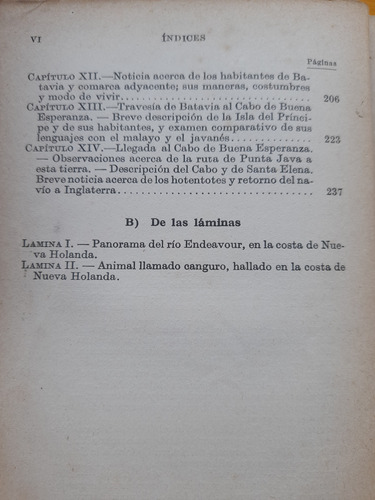 VI ÍNDICES
Páginas
CAPÍTULO XII.—Noticia acerca de los habitantes de Ba-
tavia y comarca adyacente; sus maneras, costumbres
y modo de vivir. 206
CAPÍTULO XIII.—Travesía de Batavia al Cabo de Buena
Esperanza. — Breve descripción de la Isla del Prínci-
pe y de sus habitantes, y examen comparativo de sus
lenguajes con el malayo y el javanés. 223
CAPÍTULO XIV.—Llegada al Cabo de Buena Esperanza.
— Observaciones acerca de la ruta de Punta Java a
esta tierra. — Descripción del Cabo y de Santa Elena.
Breve noticia acerca de los hotentotes y retorno del na-
vío a Inglaterra. 237
B) De las láminas
LAMINA I. — Panorama del río Endeavour, en la costa de Nue-
va Holanda.
LAMINA II. — Animal llamado canguro, hallado en la costa de
Nueva Holanda.